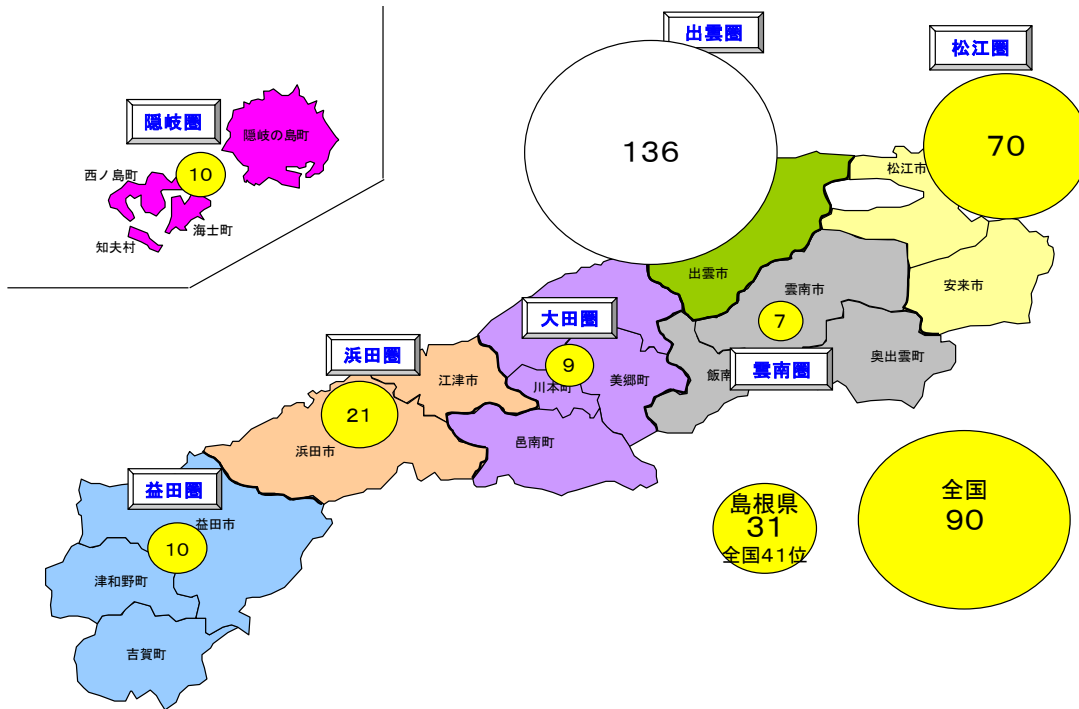 出雲圏
松江圏
隠岐圏
隠岐の島町
136
70
西ノ島町
10
松江市
海士町
知夫村
出雲市
雲南市
安来市
大田圏
7
浜田圏
9
奥出雲町
江津市
川本町
美郷町
飯南
雲南圏
21
浜田市
邑南町
益田圏
益田市
10
島根県
31
全国41位
全国
90
津和野町
吉賀町